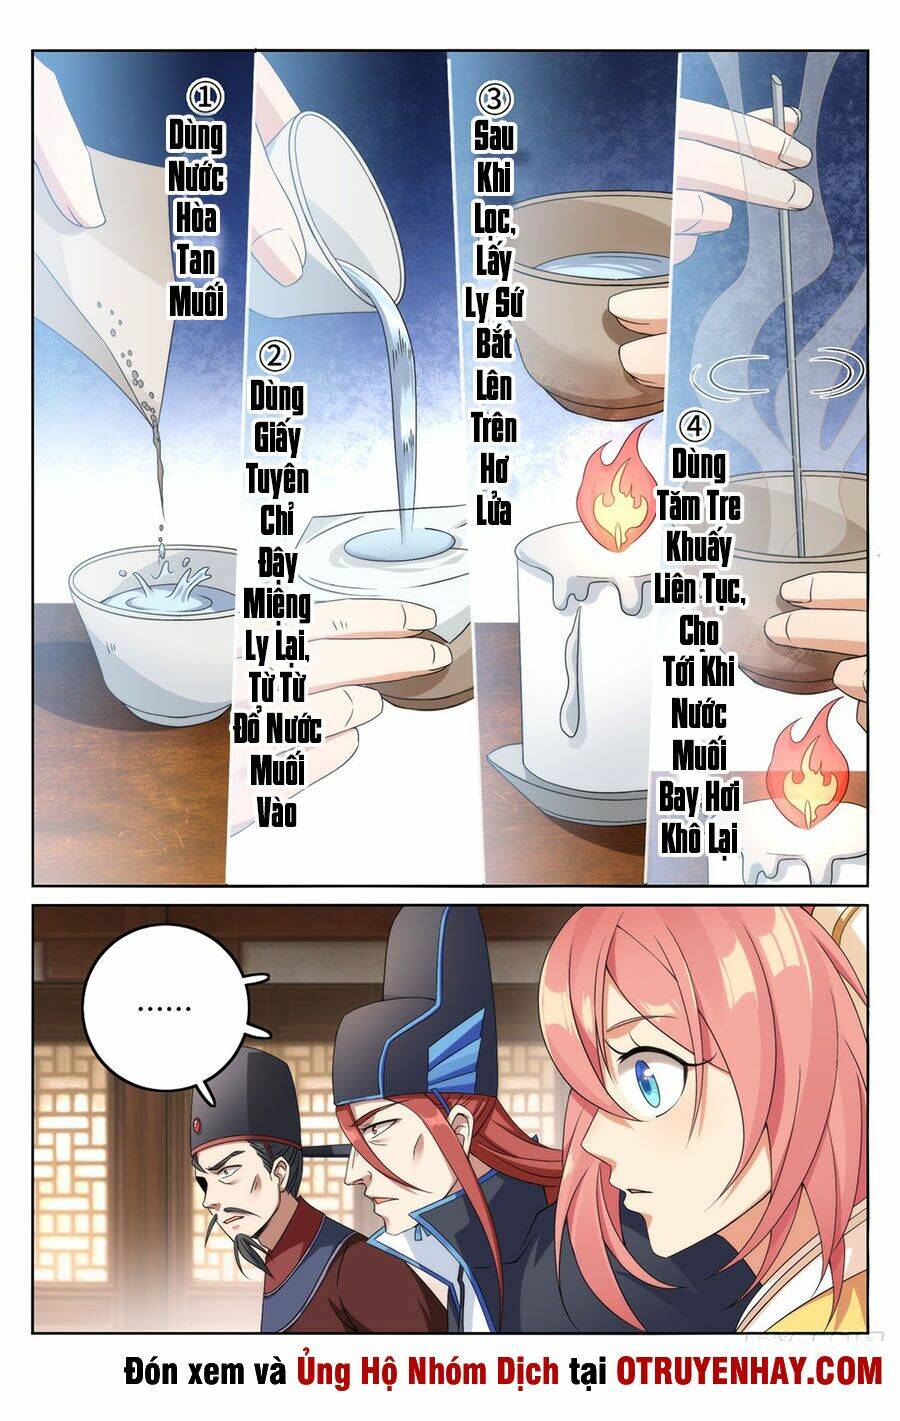 ①
Dùng
Nước
Hòa
Tan
Muối
②
Dùng
Giấy
Tuyên
Chỉ
Đậy
Miệng
Ly Lại,
Từ Từ
Đổ Nước
Muối
Vào
③
Sau
Khi
Lọc,
Lấy
Ly Sứ
Bắt
Lên
Trên
Hơ
Lửa
④
Dùng
Tăm Tre
Khuấy
Liên Tục,
Cho
Tới Khi
Nước
Muối
Bay Hơi
Khô Lại
......
Đón xem và Ủng Hộ Nhóm Dịch tại OTRUYENHAY.COM